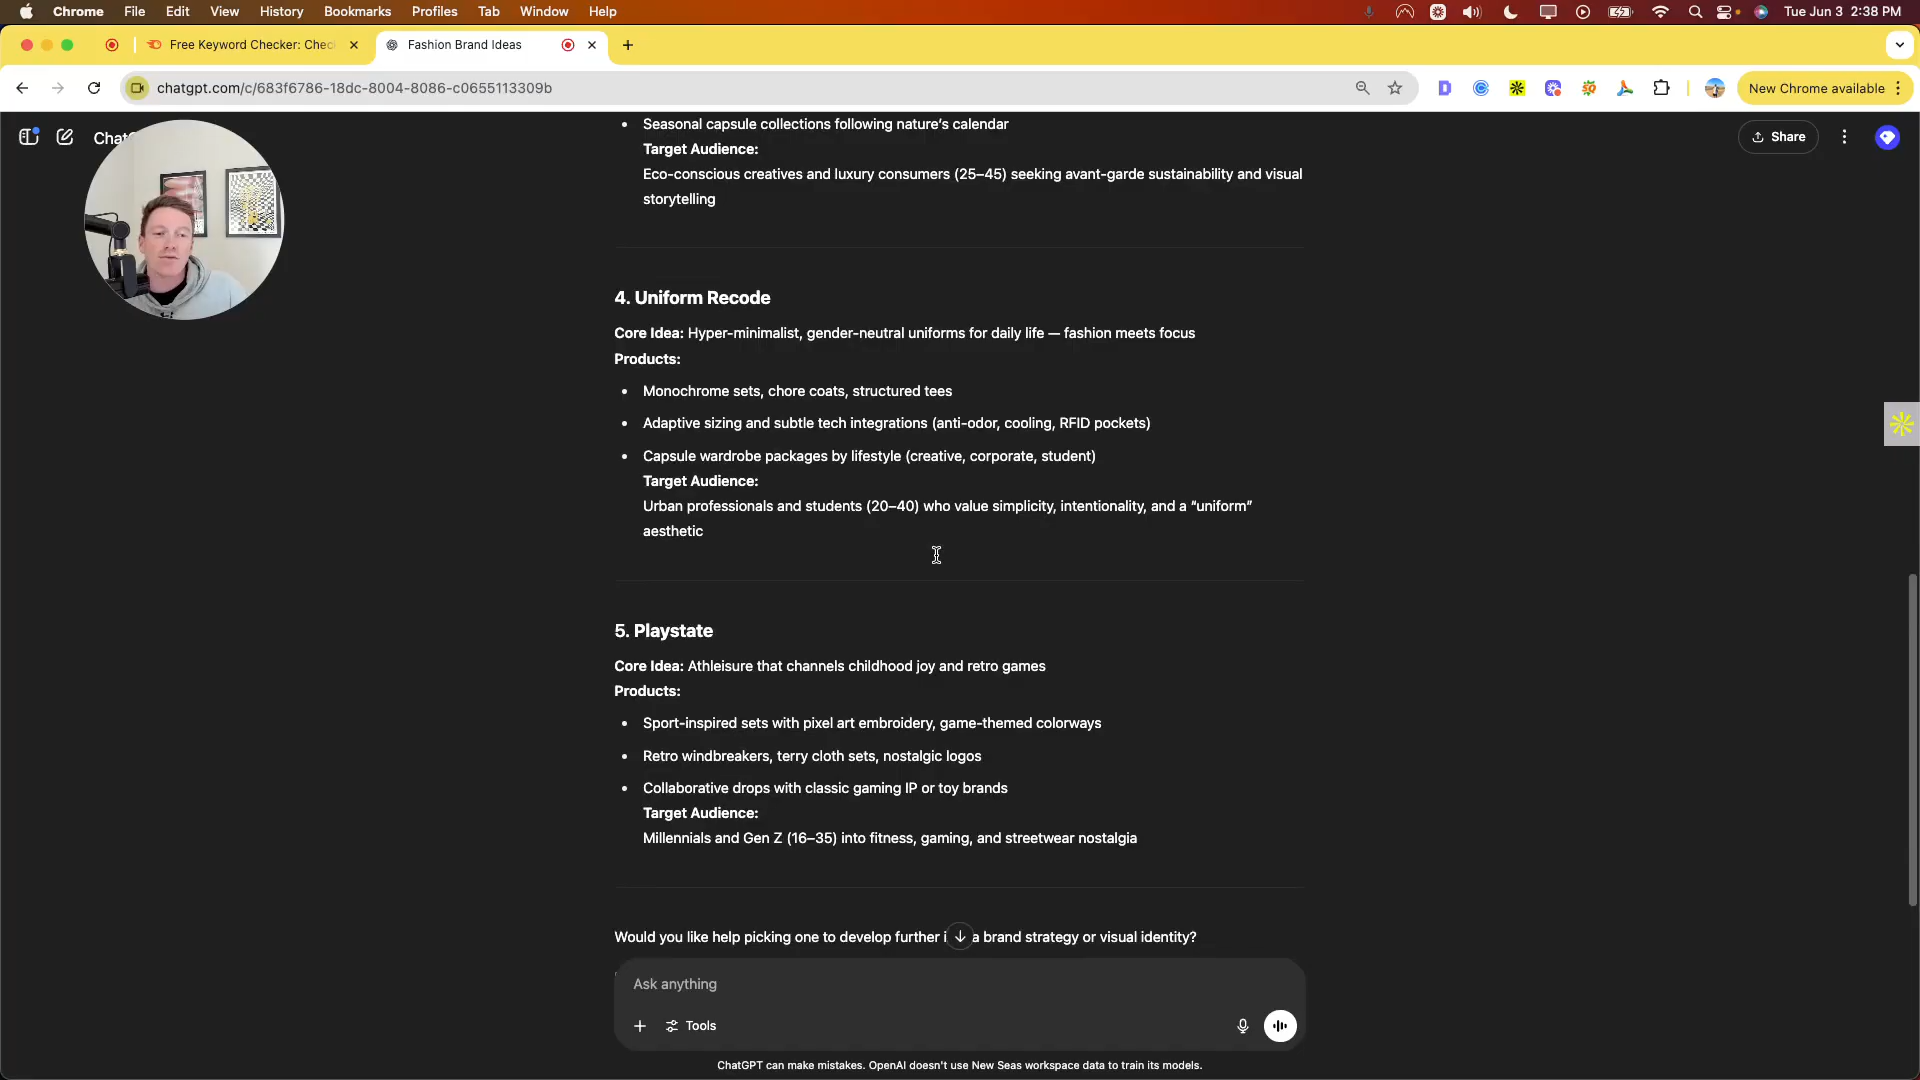 Chrome File Edit View History Bookmarks Profiles Tab Window Help Tue Jun 3 2:38 PM
Free Keyword Checker: Chec
Fashion Brand Ideas
chatgpt.com/c/683f6786-18dc-8004-8086-c0655113309b
New Chrome available
Chat
Share
• Seasonal capsule collections following nature's calendar
Target Audience:
Eco-conscious creatives and luxury consumers (25–45) seeking avant-garde sustainability and visual
storytelling
4. Uniform Recode
Core Idea: Hyper-minimalist, gender-neutral uniforms for daily life — fashion meets focus
Products:
• Monochrome sets, chore coats, structured tees
• Adaptive sizing and subtle tech integrations (anti-odor, cooling, RFID pockets)
• Capsule wardrobe packages by lifestyle (creative, corporate, student)
Target Audience:
Urban professionals and students (20–40) who value simplicity, intentionality, and a “uniform”
aesthetic
5. Playstate
Core Idea: Athleisure that channels childhood joy and retro games
Products:
• Sport-inspired sets with pixel art embroidery, game-themed colorways
• Retro windbreakers, terry cloth sets, nostalgic logos
• Collaborative drops with classic gaming IP or toy brands
Target Audience:
Millennials and Gen Z (16–35) into fitness, gaming, and streetwear nostalgia
Would you like help picking one to develop further i a brand strategy or visual identity?
Ask anything
Tools
ChatGPT can make mistakes. OpenAI doesn't use New Seas workspace data to train its models.